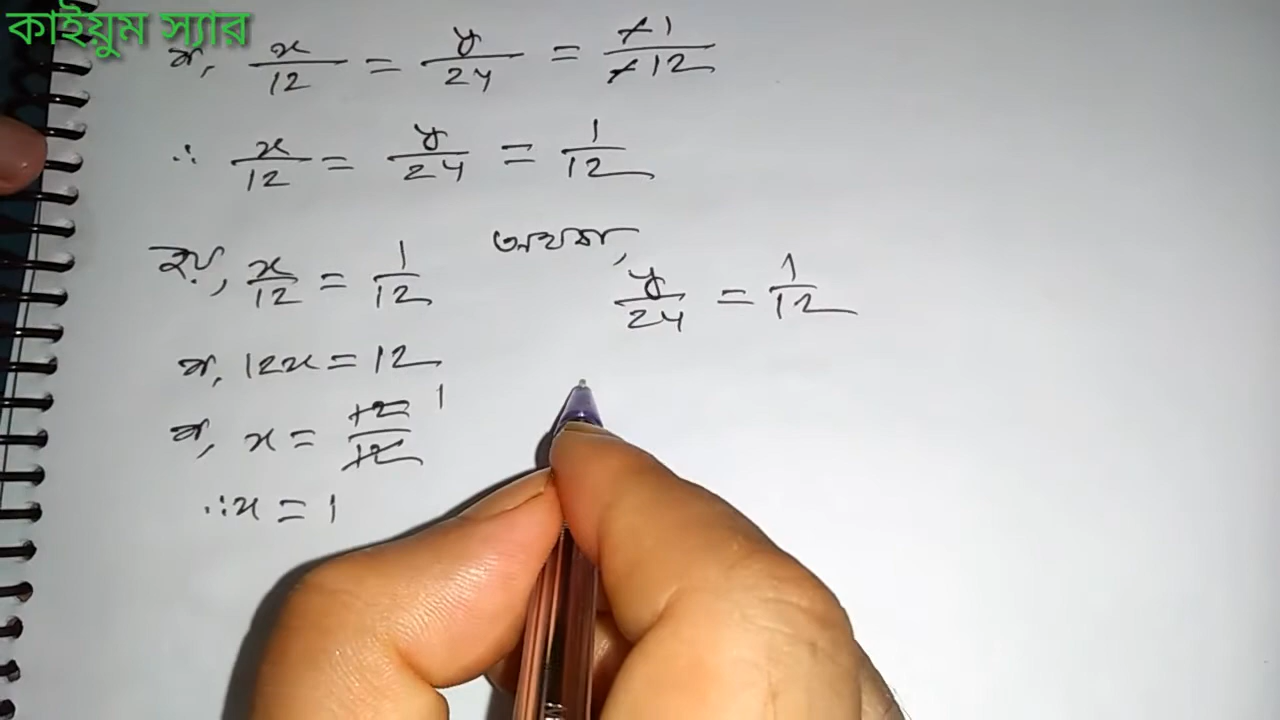 কাইয়ুম স্যার
বা, x/12 = y/24 = -1/-12
∴ x/12 = y/24 = 1/12
হয়, x/12 = 1/12
বা, 12x = 12
বা, x = 12/12 1
∴ x = 1
অথবা,
y/24 = 1/12